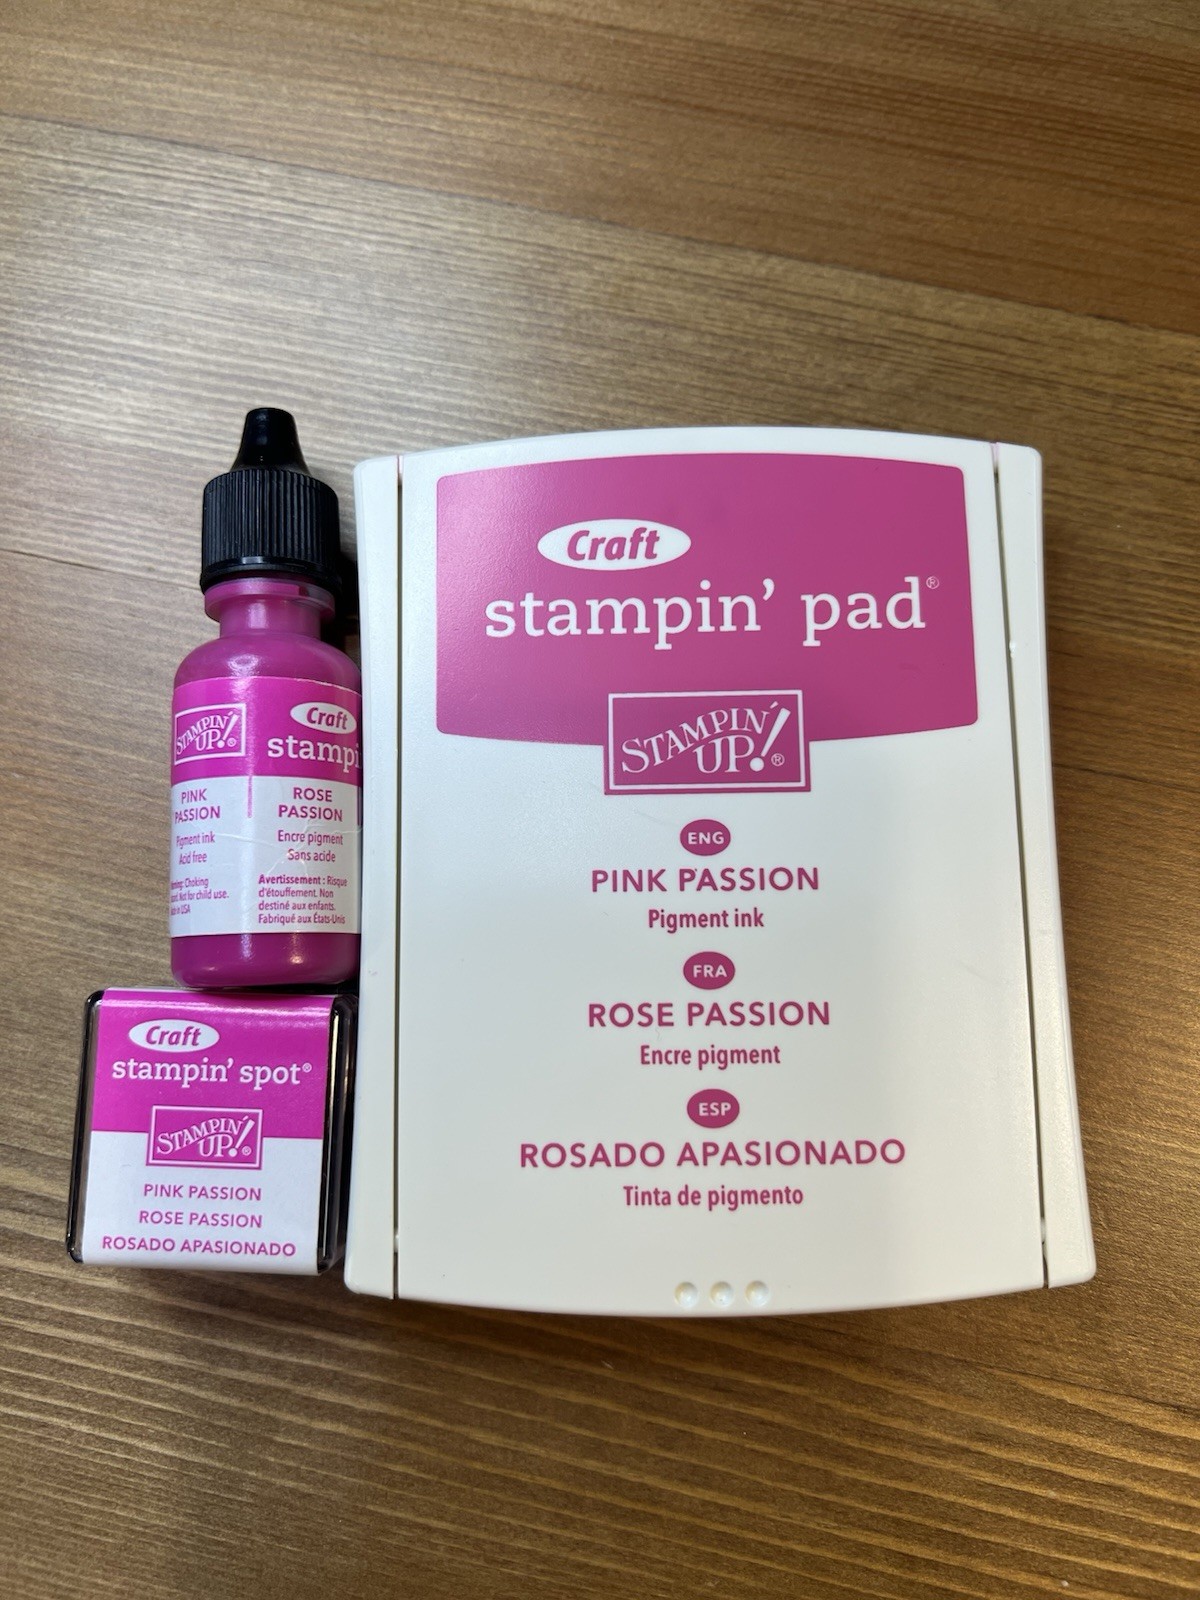 Craft
stampin’ pad®
STAMPIN’ UP!®
ENG
PINK PASSION
Pigment ink
FRA
ROSE PASSION
Encre pigment
ESP
ROSADO APASIONADO
Tinta de pigmento
STAMPIN’ UP!®
PINK
PASSION
Pigment ink
Acid free
Choking
Not for child use.
in USA
Craft
stampi
ROSE
PASSION
Encre pigment
Sans acide
Avertissement : Risque
d’étouffement. Non
destiné aux enfants.
Fabriqué aux États-Unis
Craft
stampin’ spot®
STAMPIN’ UP!®
PINK PASSION
ROSE PASSION
ROSADO APASIONADO